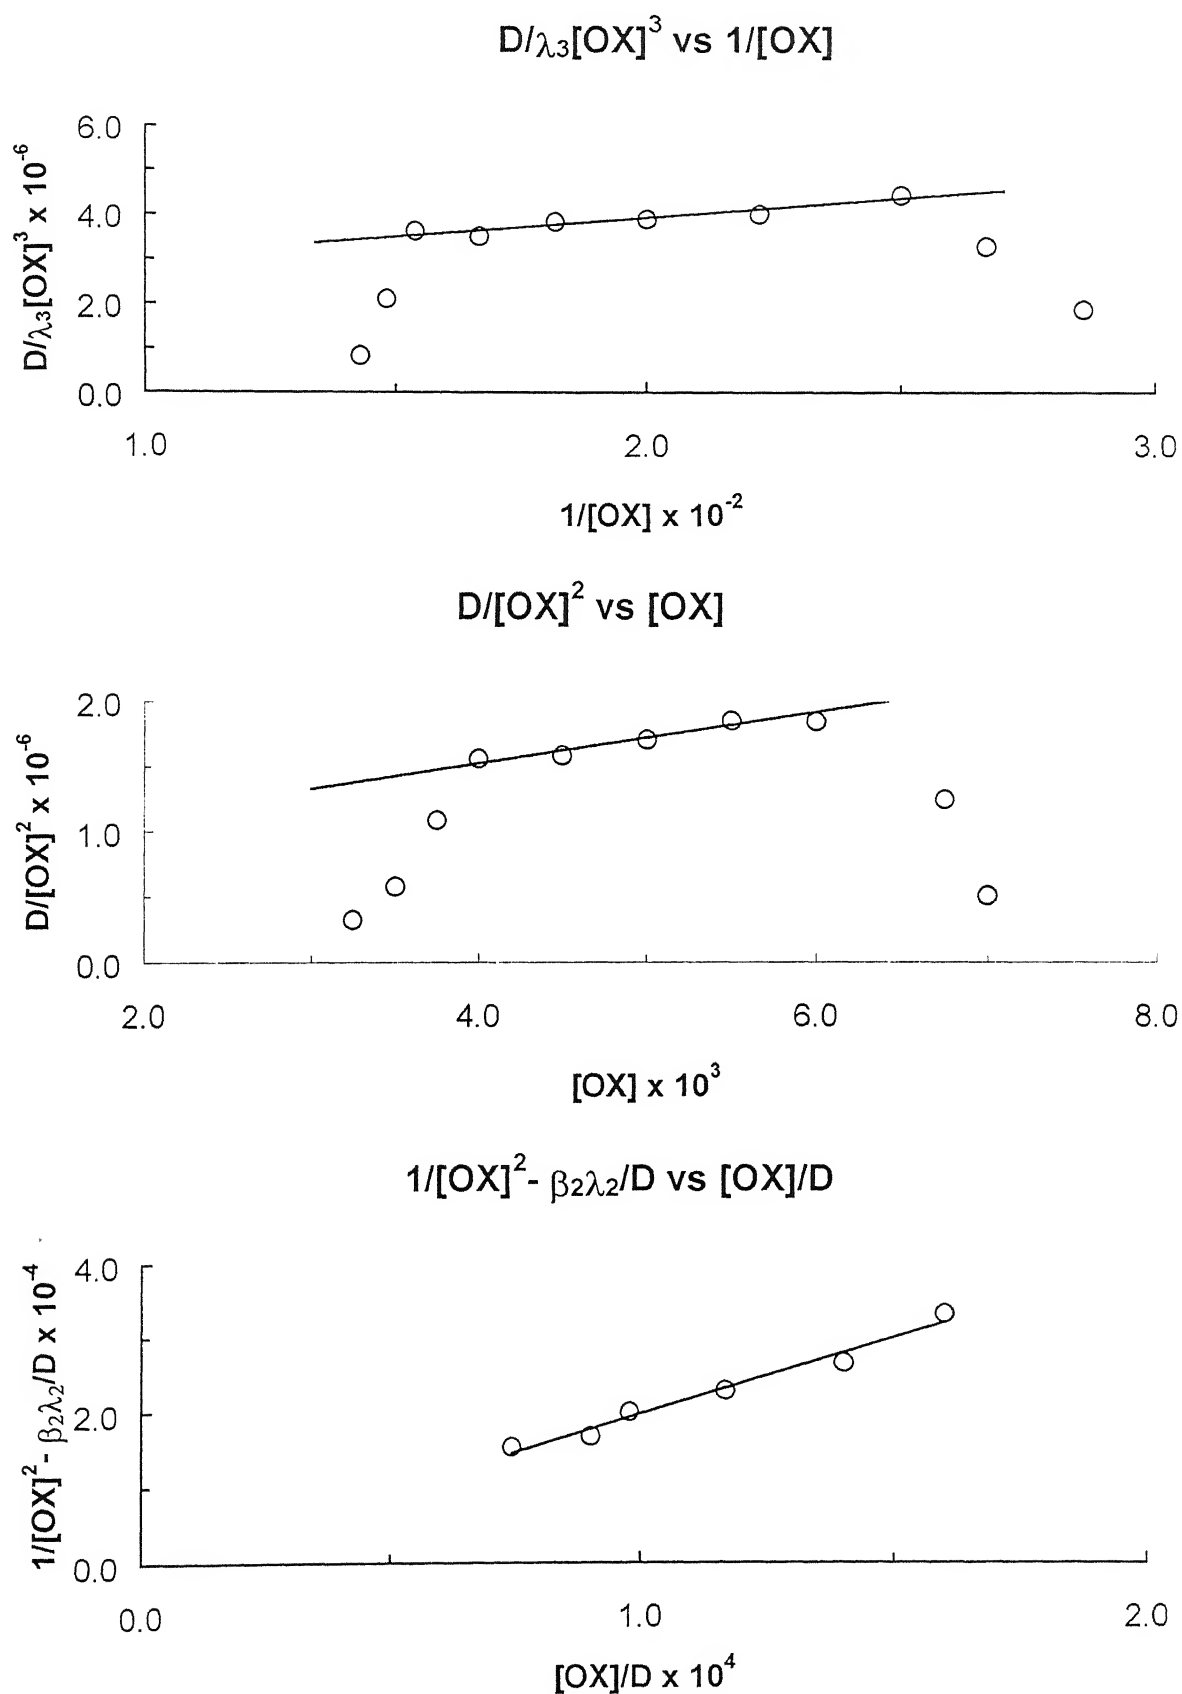 D/λ₃[OX]³ vs 1/[OX]
D/λ₃[OX]³ x 10⁻⁶
6.0
4.0
2.0
0.0
1.0 2.0 3.0
1/[OX] x 10⁻²
D/[OX]² vs [OX]
D/[OX]² x 10⁻⁶
2.0
1.0
0.0
2.0 4.0 6.0 8.0
[OX] x 10³
1/[OX]²- β₂λ₂/D vs [OX]/D
1/[OX]²- β₂λ₂/D x 10⁻⁴
4.0
2.0
0.0
0.0 1.0 2.0
[OX]/D x 10⁴